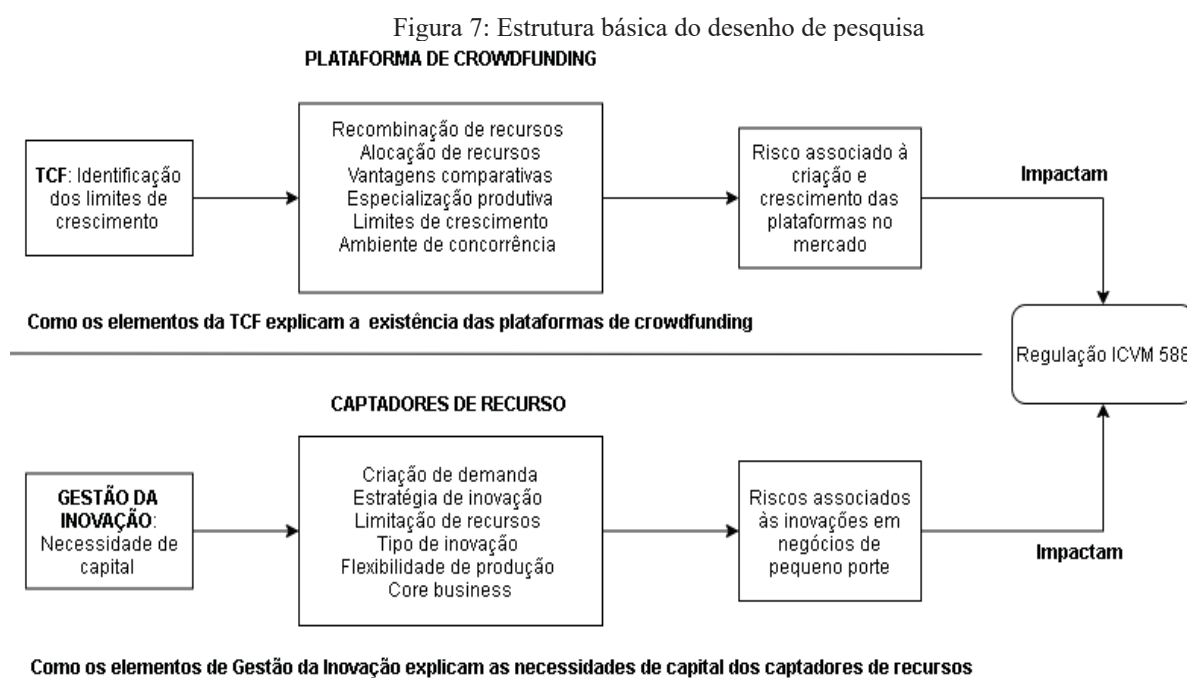 Figura 7: Estrutura básica do desenho de pesquisa
PLATAFORMA DE CROWDFUNDING
TCF: Identificação
dos limites de
crescimento
Recombinação de recursos
Alocação de recursos
Vantagens comparativas
Especialização produtiva
Limites de crescimento
Ambiente de concorrência
Risco associado à
criação e
crescimento das
plataformas no
mercado
Impactam
Como os elementos da TCF explicam a existência das plataformas de crowdfunding
Regulação ICVM 588
CAPTADORES DE RECURSO
GESTÃO DA
INOVAÇÃO:
Necessidade de
capital
Criação de demanda
Estratégia de inovação
Limitação de recursos
Tipo de inovação
Flexibilidade de produção
Core business
Riscos associados
às inovações em
negócios de
pequeno porte
Impactam
Como os elementos de Gestão da Inovação explicam as necessidades de capital dos captadores de recursos